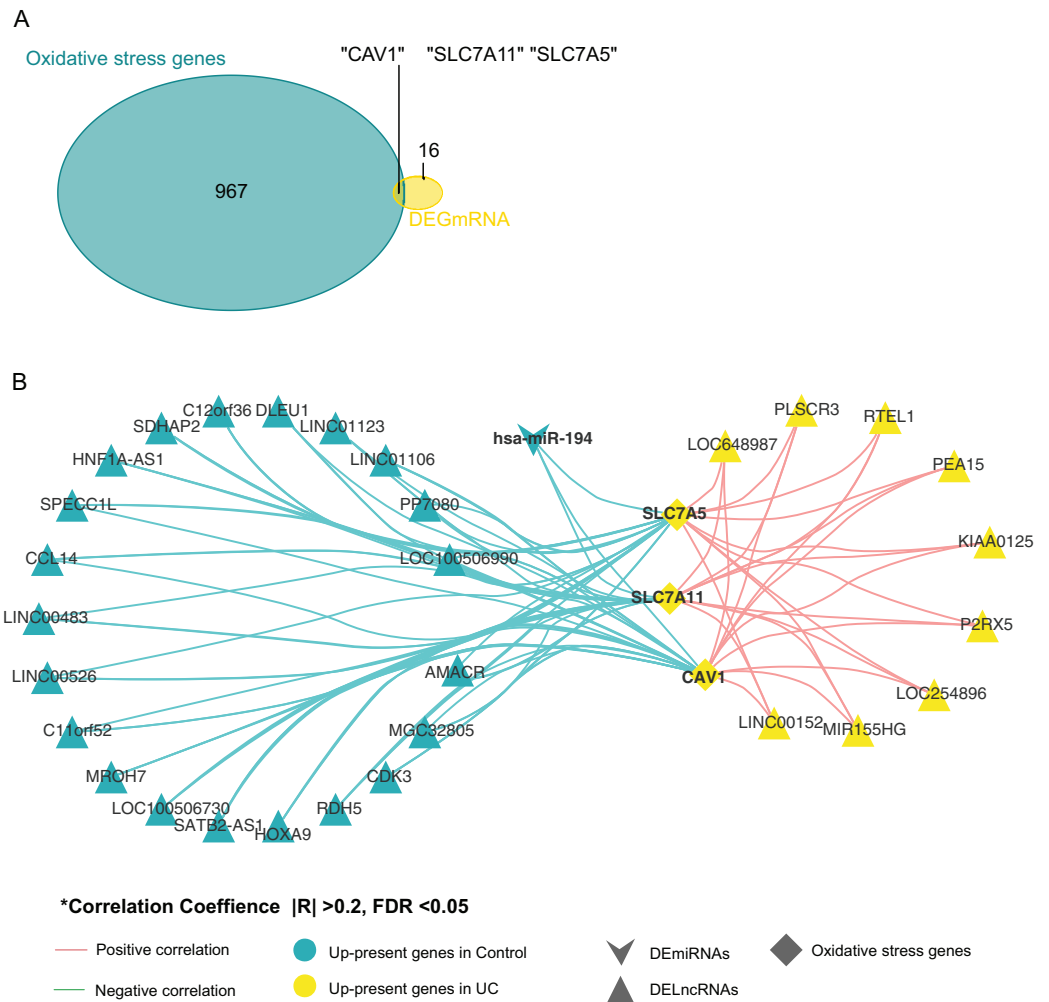 A
"CAV1" "SLC7A11" "SLC7A5"
Oxidative stress genes
16
967
DEGmRNA
B
C12orf36
DLEU1
SDHAP2
LINC01123
HNF1A-AS1
LINC01106
SPECC1L
PP7080
CCL14
LOC100506990
LINC00483
LINC00526
AMACR
C11orf52
MGC32805
MROH7
CDK3
LOC100506730
RDH5
SATB2-AS1
HOXA9
hsa-miR-194
SLC7A5
SLC7A11
CAV1
PLSCR3
RTEL1
LOC648987
PEA15
KIAA0125
P2RX5
LOC254896
LINC00152
MIR155HG
*Correlation Coeffience |R| >0.2, FDR <0.05
Positive correlation
Up-present genes in Control
DEmiRNAs
Oxidative stress genes
Negative correlation
Up-present genes in UC
DELncRNAs